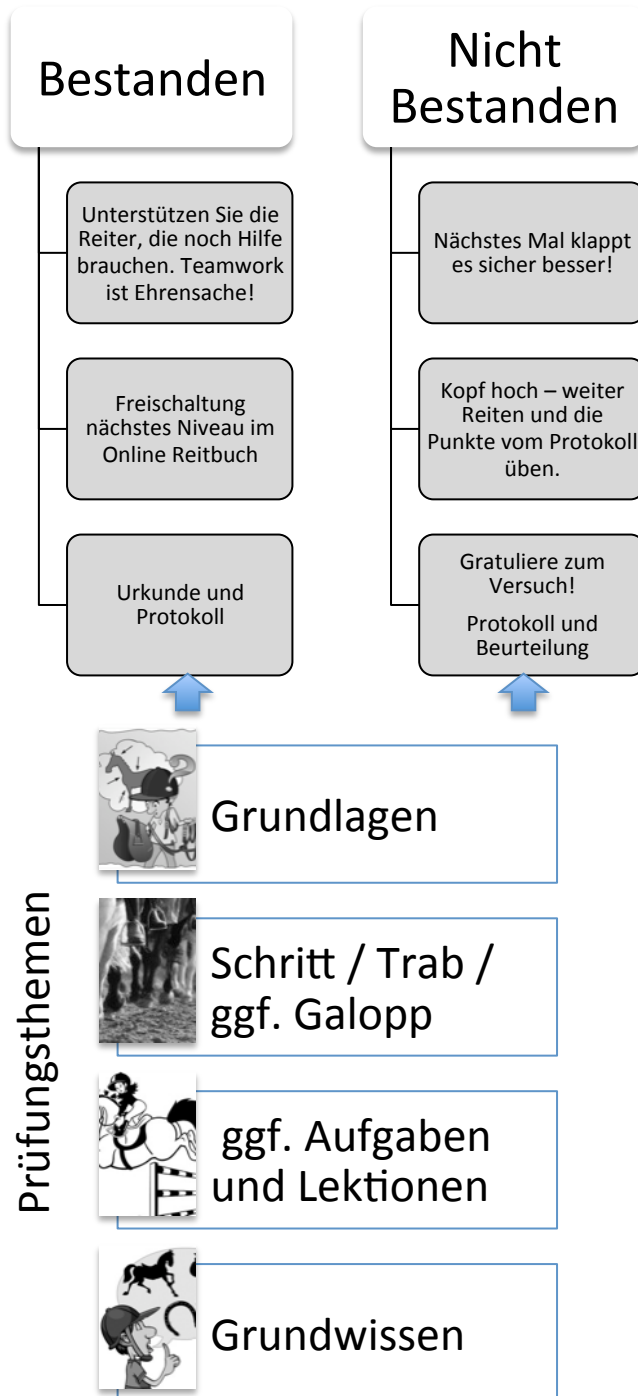 Bestanden
Unterstützen Sie die
Reiter, die noch Hilfe
brauchen. Teamwork
ist Ehrensache!
Freischaltung
nächstes Niveau im
Online Reitbuch
Urkunde und
Protokoll
Nicht
Bestanden
Nächstes Mal klappt
es sicher besser!
Kopf hoch – weiter
Reiten und die
Punkte vom Protokoll
üben.
Gratuliere zum
Versuch!
Protokoll und
Beurteilung
Prüfungsthemen
Grundlagen
Schritt / Trab /
ggf. Galopp
ggf. Aufgaben
und Lektionen
Grundwissen